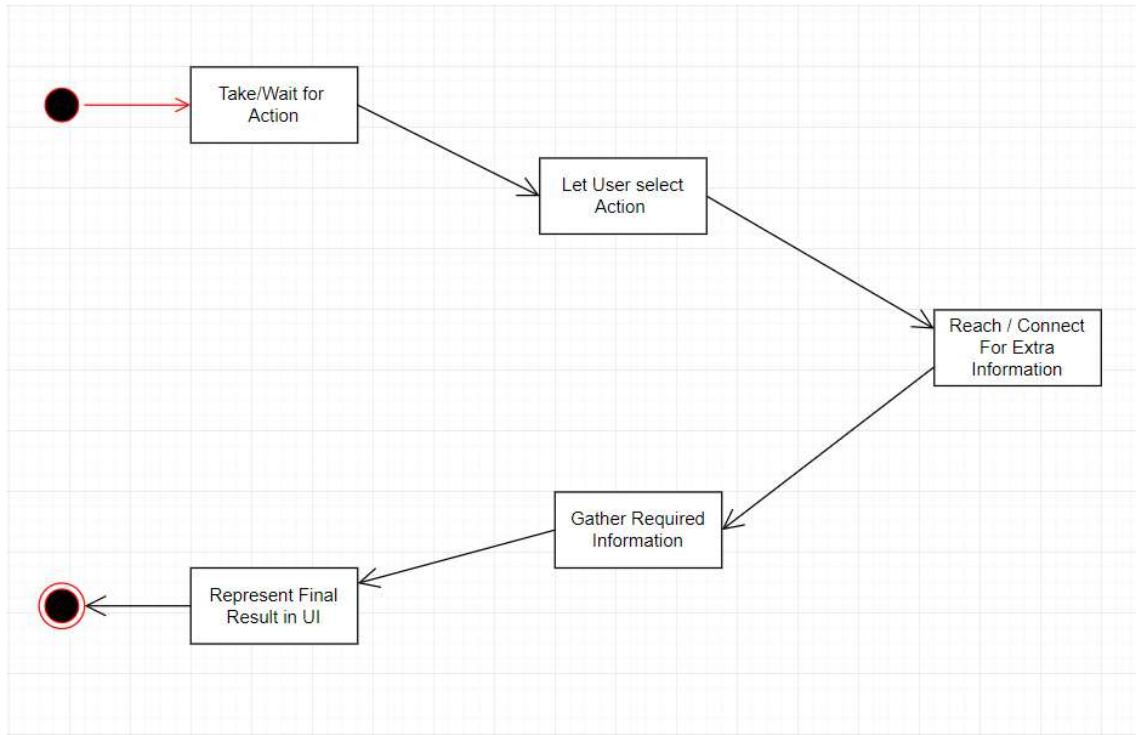 Take/Wait for
Action
Let User select
Action
Reach / Connect
For Extra
Information
Gather Required
Information
Represent Final
Result in UI